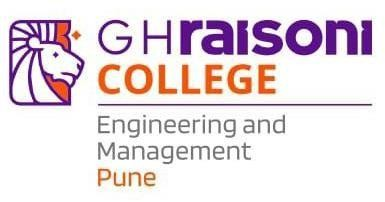 GHraisoni
COLLEGE
Engineering and
Management
Pune